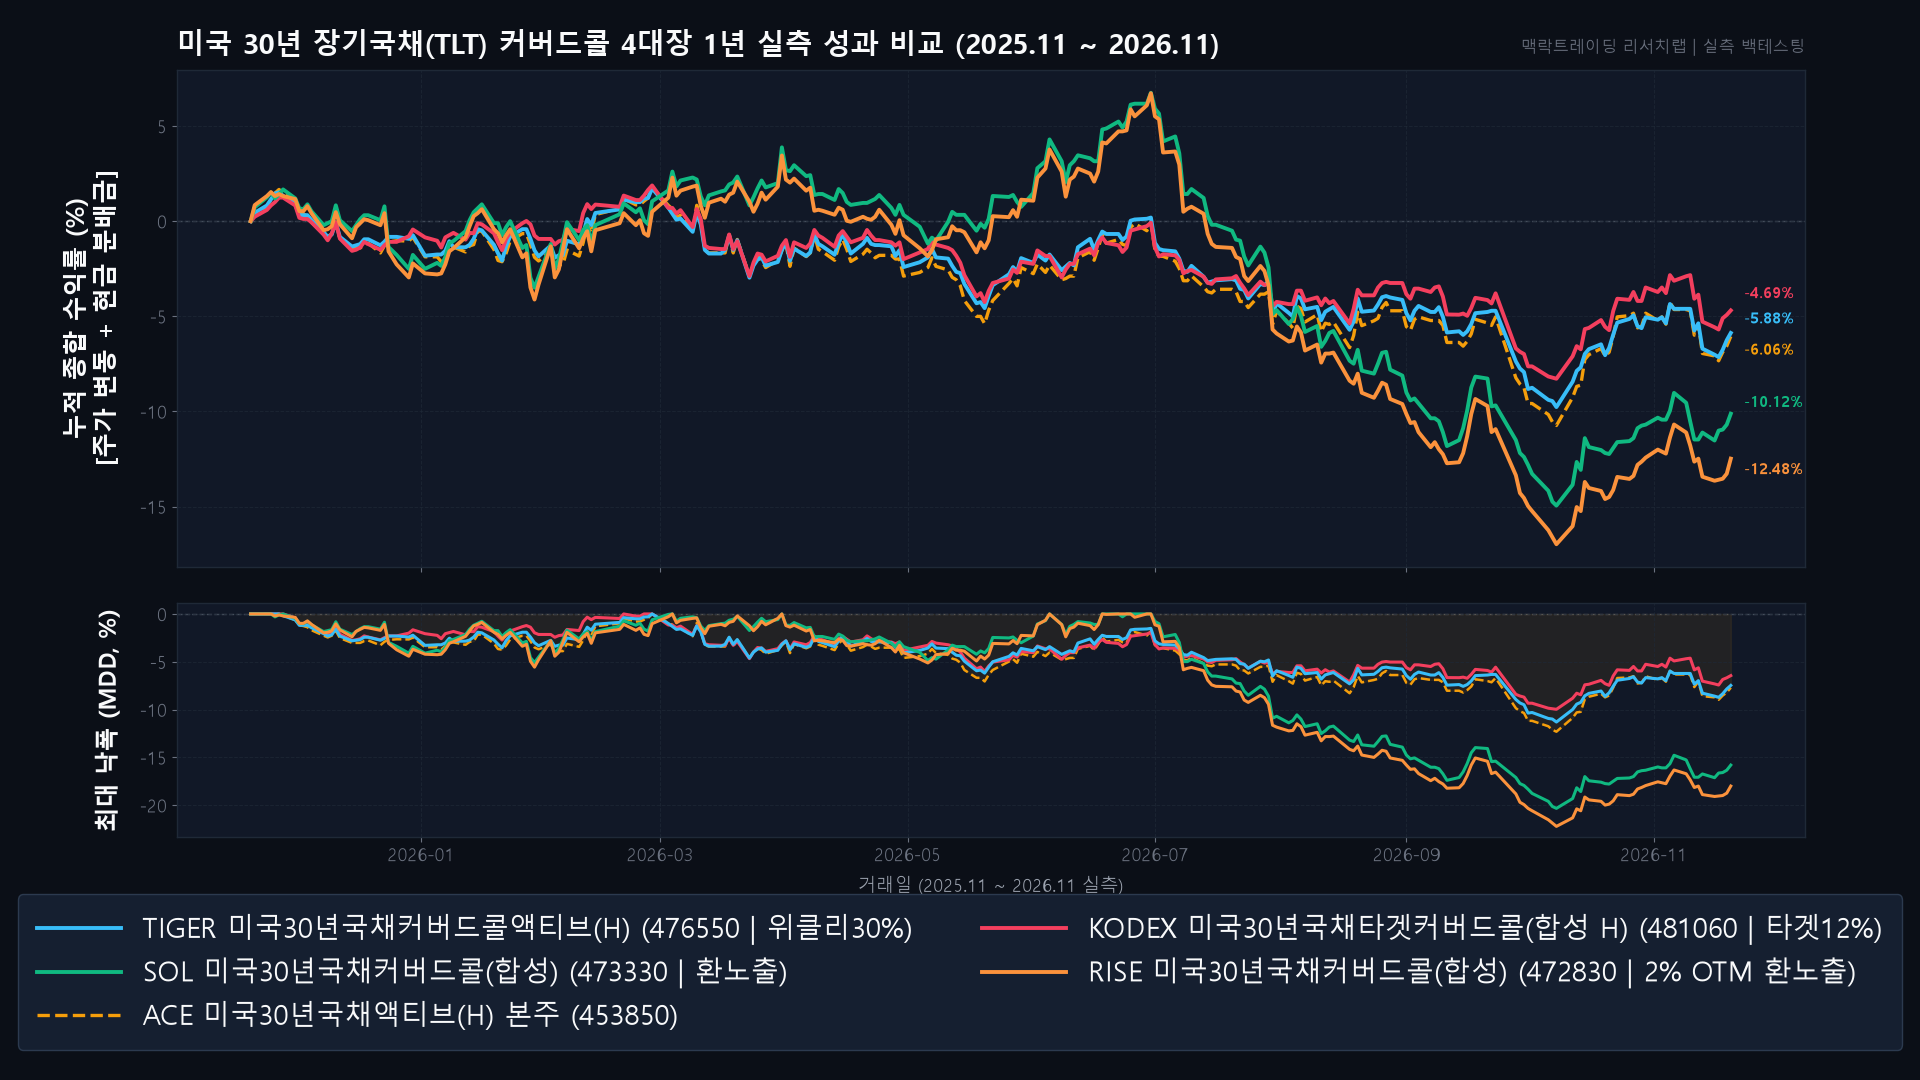 미국 30년 장기국채(TLT) 커버드콜 4대장 1년 실측 성과 비교 (2025.11 ~ 2026.11)
맥락트레이딩 리서치랩 | 실측 백테스팅
누적 종합 수익률 (%)
[주가 변동 + 현금 분배금]
5
0
-5
-10
-15
-4.69%
-5.88%
-6.06%
-10.12%
-12.48%
최대 낙폭 (MDD, %)
0
-5
-10
-15
-20
2026-01
2026-03
2026-05
2026-07
2026-09
2026-11
거래일 (2025.11 ~ 2026.11 실측)
TIGER 미국30년국채커버드콜액티브(H) (476550 | 위클리30%)
KODEX 미국30년국채타겟커버드콜(합성 H) (481060 | 타겟12%)
SOL 미국30년국채커버드콜(합성) (473330 | 환노출)
RISE 미국30년국채커버드콜(합성) (472830 | 2% OTM 환노출)
ACE 미국30년국채액티브(H) 본주 (453850)